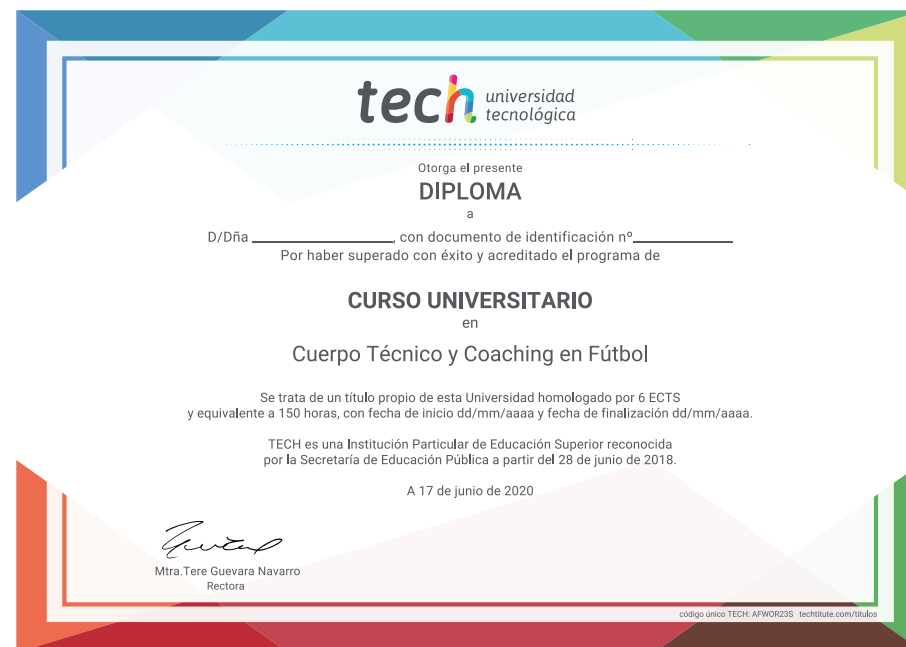 tech universidad
tecnológica
Otorga el presente
DIPLOMA
a
D/Dña ____________________, con documento de identificación nº______________
Por haber superado con éxito y acreditado el programa de
CURSO UNIVERSITARIO
en
Cuerpo Técnico y Coaching en Fútbol
Se trata de un título propio de esta Universidad homologado por 6 ECTS
y equivalente a 150 horas, con fecha de inicio dd/mm/aaaa y fecha de finalización dd/mm/aaaa.
TECH es una Institución Particular de Educación Superior reconocida
por la Secretaría de Educación Pública a partir del 28 de junio de 2018.
A 17 de junio de 2020
Mtra.Tere Guevara Navarro
Rectora
código único TECH: AFWOR23S techtitute.com/titulos